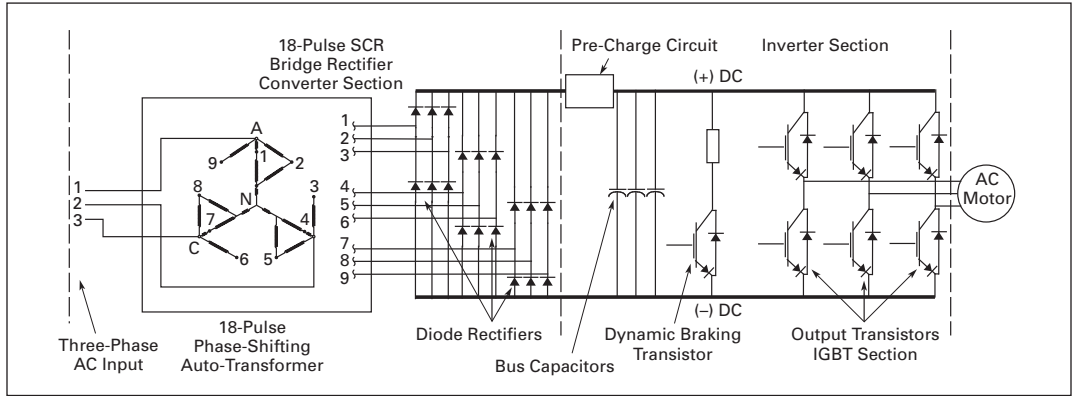 18-Pulse SCR
Bridge Rectifier
Converter Section
Pre-Charge Circuit
Inverter Section
(+) DC
A
9
1
2
8
N
3
7
4
C
6
5
1
2
3
1
2
3
4
5
6
7
8
9
AC
Motor
(–) DC
Three-Phase
AC Input
18-Pulse
Phase-Shifting
Auto-Transformer
Diode Rectifiers
Bus Capacitors
Dynamic Braking
Transistor
Output Transistors
IGBT Section